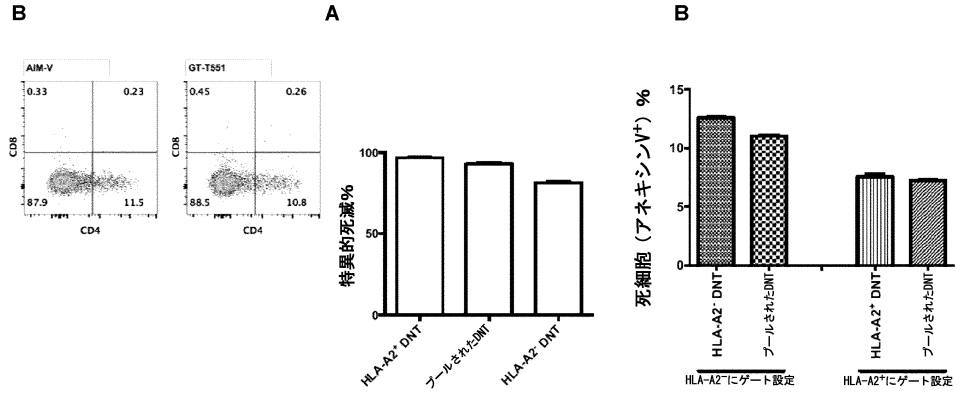 B
AIM-V
0.33
0.23
CD8
87.9
11.5
CD4
GT-T551
0.45
0.26
CD8
88.5
10.8
CD4
A
特異的死滅%
100
50
0
HLA-A2⁺ DNT
プールされたDNT
HLA-A2⁻ DNT
B
死細胞（アネキシンV⁺）%
15
10
5
0
HLA-A2⁻ DNT
プールされたDNT
HLA-A2⁺ DNT
プールされたDNT
HLA-A2⁻にゲート設定
HLA-A2⁺にゲート設定